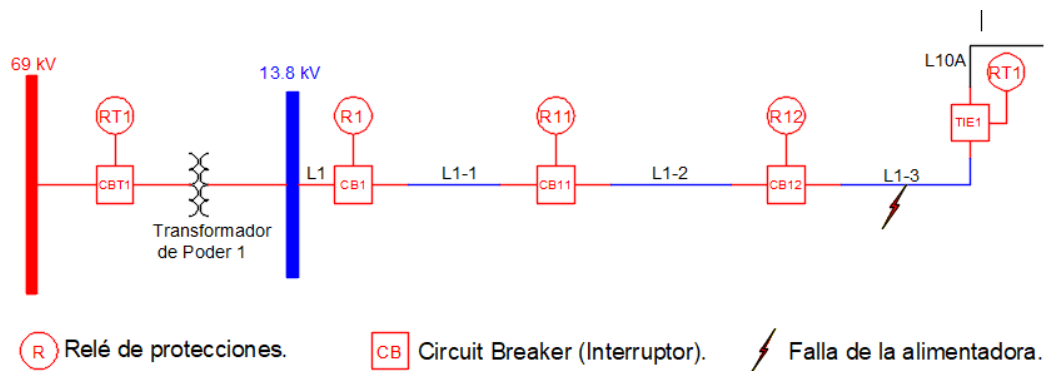 69 kV
13.8 kV
L10A
RT1
RT1
R1
R11
R12
TIE1
CBT1
L1
CB1
L1-1
CB11
L1-2
CB12
L1-3
Transformador
de Poder 1
R Relé de protecciones.
CB Circuit Breaker (Interruptor).
Falla de la alimentadora.